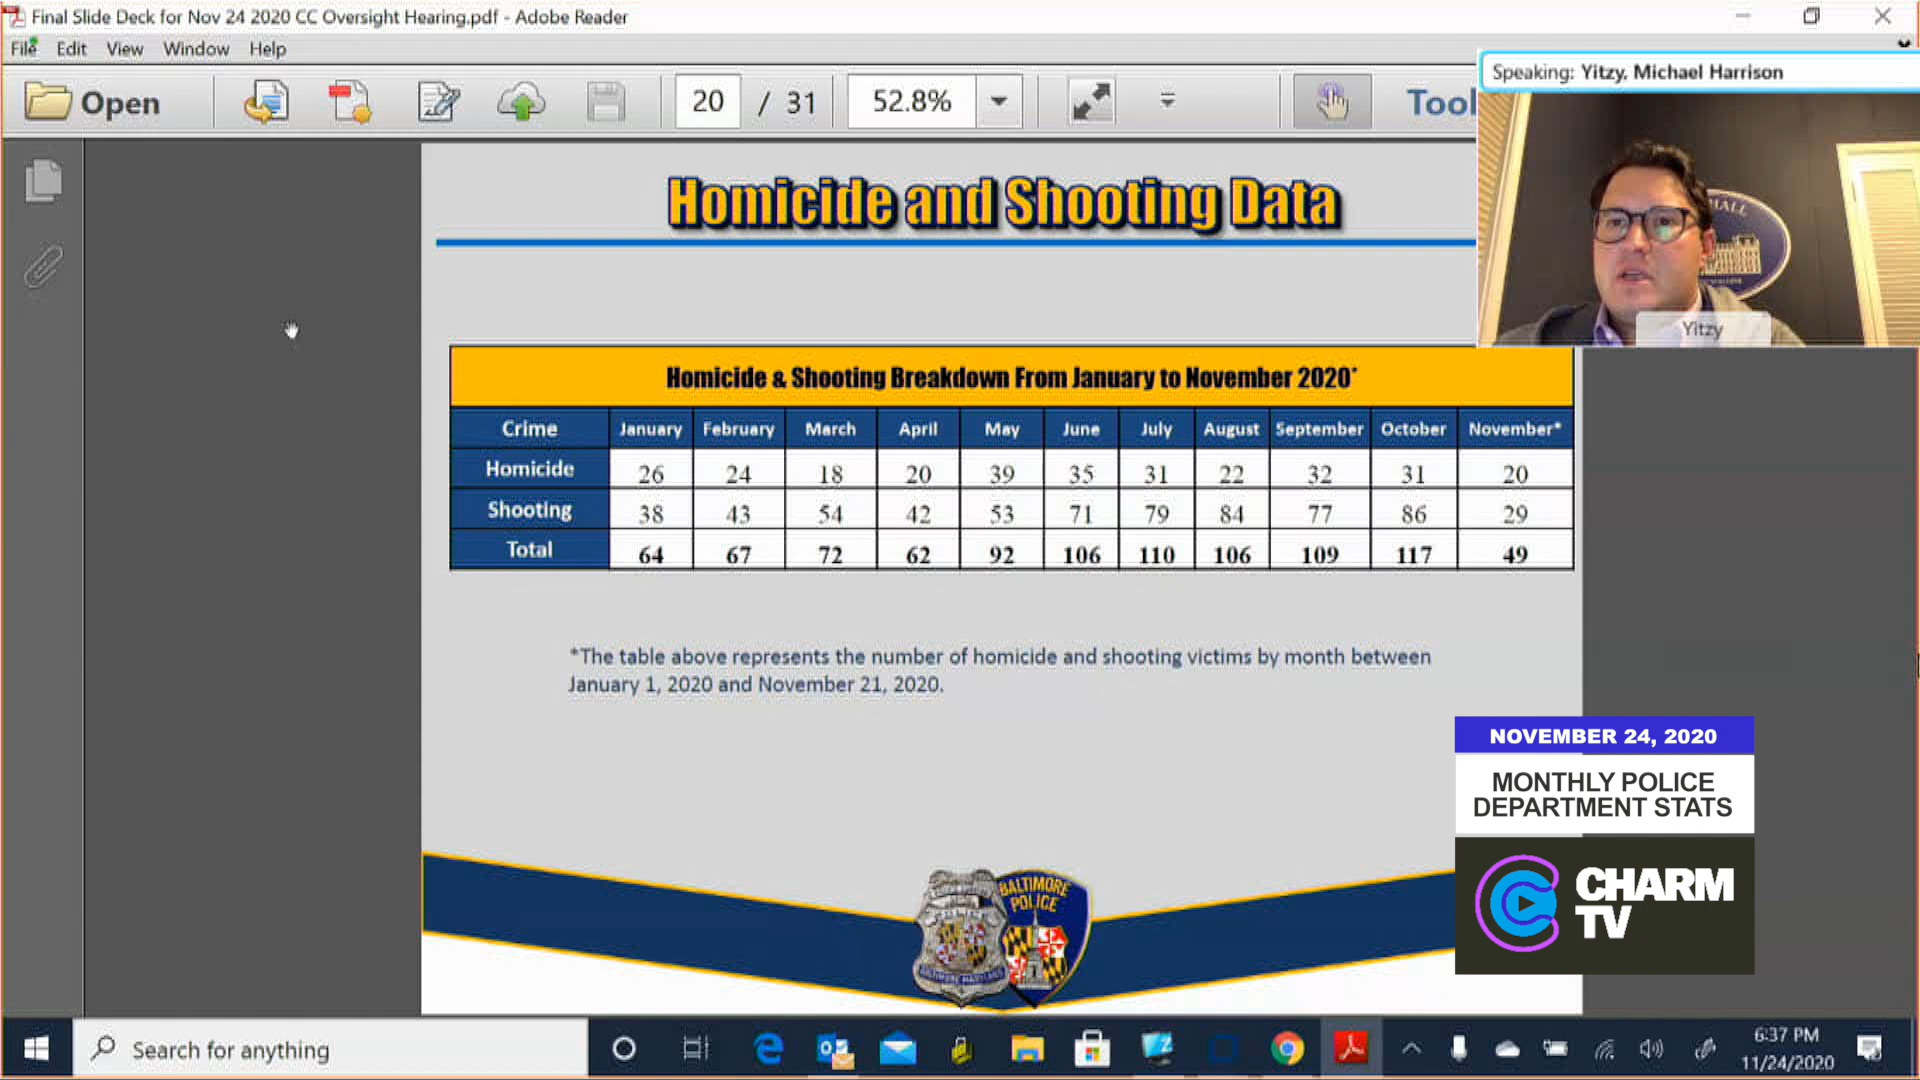 Final Slide Deck for Nov 24 2020 CC Oversight Hearing.pdf - Adobe Reader
File Edit View Window Help
Open 20 / 31 52.8% Tool
Speaking: Yitzy, Michael Harrison
HALL
Yitzy
Homicide and Shooting Data
Homicide & Shooting Breakdown From January to November 2020*
Crime January February March April May June July August September October November*
Homicide 26 24 18 20 39 35 31 22 32 31 20
Shooting 38 43 54 42 53 71 79 84 77 86 29
Total 64 67 72 62 92 106 110 106 109 117 49
*The table above represents the number of homicide and shooting victims by month between
January 1, 2020 and November 21, 2020.
NOVEMBER 24, 2020
MONTHLY POLICE
DEPARTMENT STATS
CHARM
TV
BALTIMORE
POLICE
Search for anything
6:37 PM
11/24/2020